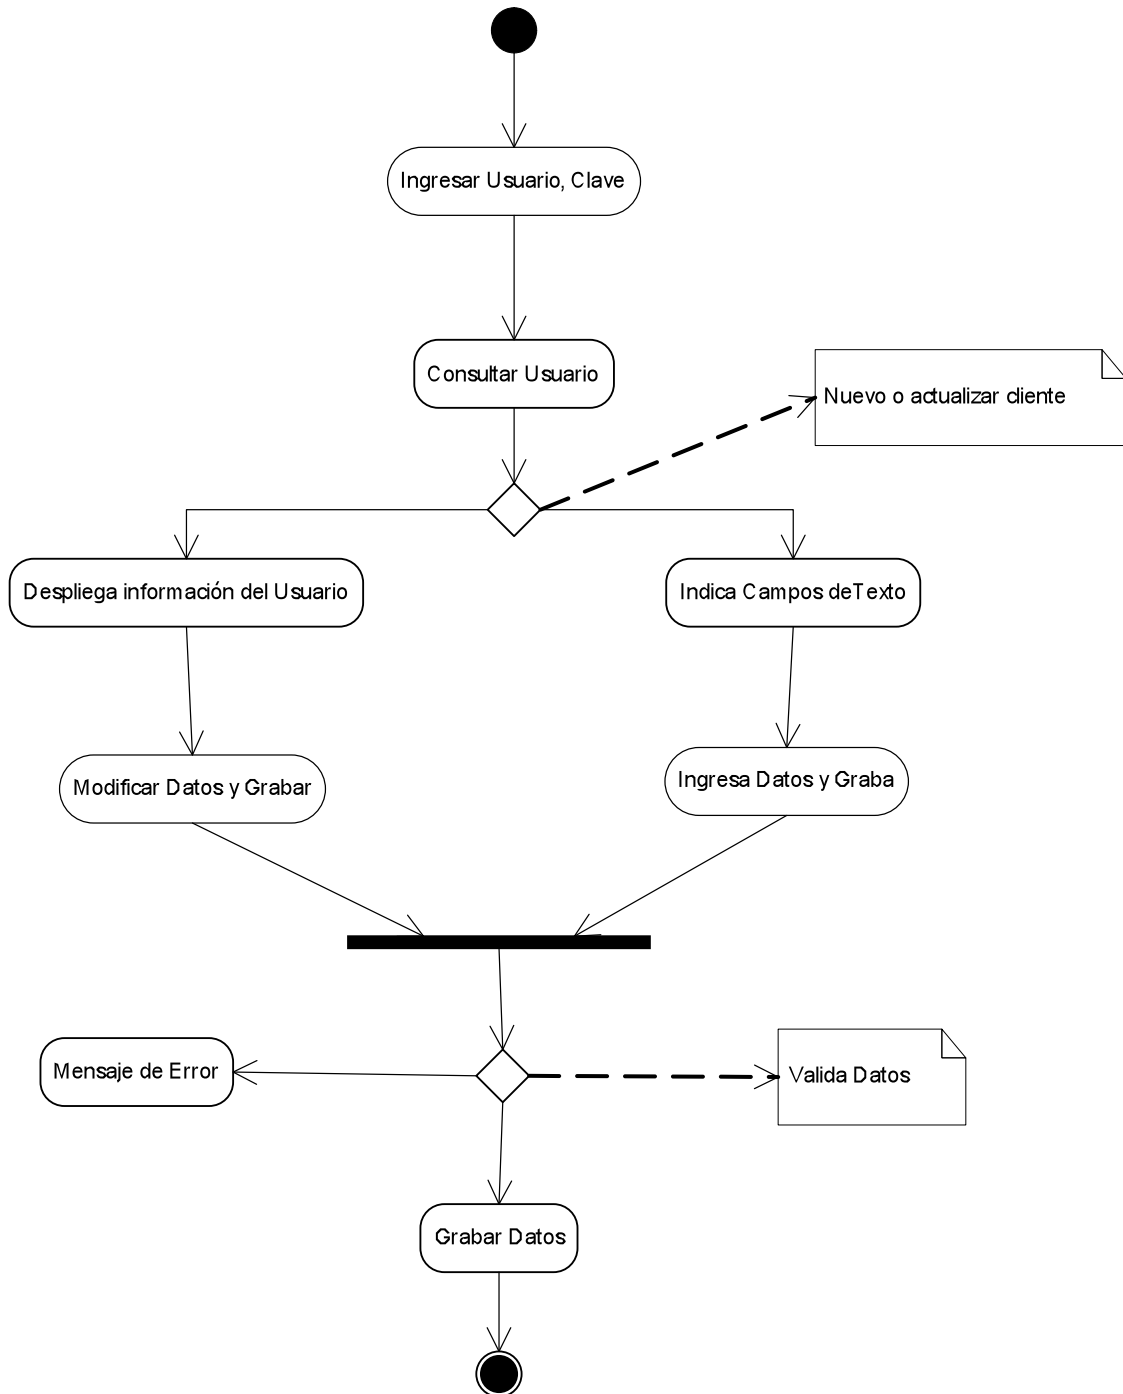 Ingresar Usuario, Clave
Consultar Usuario
Nuevo o actualizar cliente
Despliega información del Usuario
Indica Campos deTexto
Modificar Datos y Grabar
Ingresa Datos y Graba
Mensaje de Error
Valida Datos
Grabar Datos